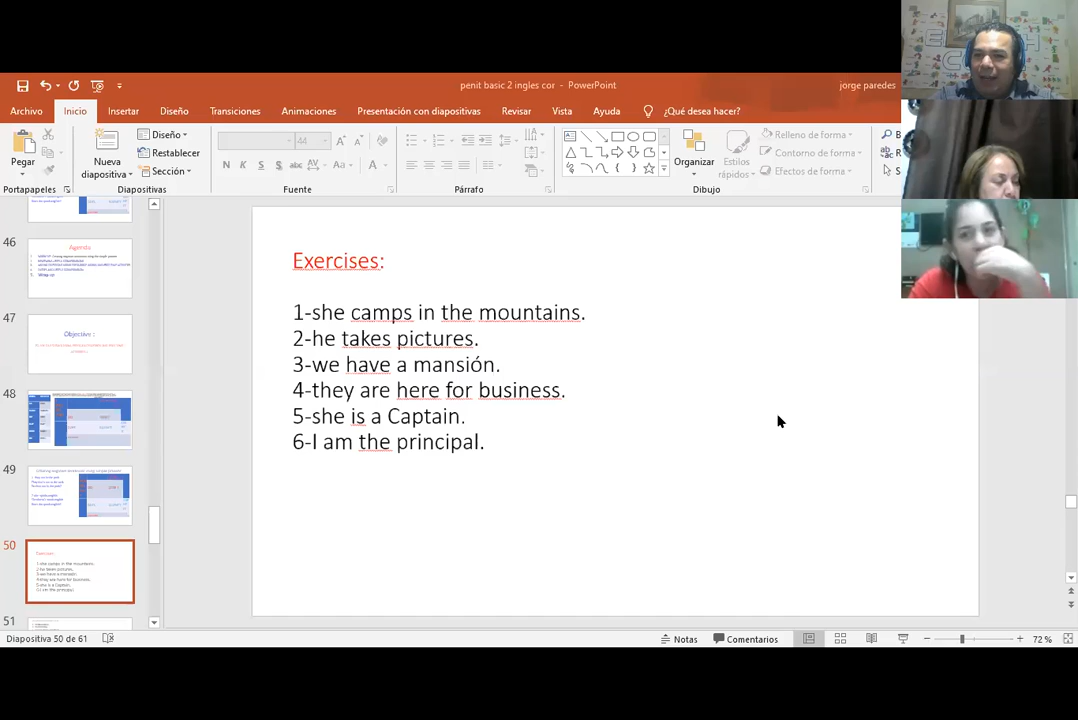 penit basic 2 ingles cor - PowerPoint
jorge paredes
Archivo Inicio Insertar Diseño Transiciones Animaciones Presentación con diapositivas Revisar Vista Ayuda ¿Qué desea hacer?
Pegar
Nueva diapositiva
Diseño
Restablecer
Sección
44
N K S S abc AV Aa A
Organizar
Estilos rápidos
Relleno de forma
Contorno de forma
Efectos de forma
Portapapeles Diapositivas Fuente Párrafo Dibujo
46
Agenda
47
Objective :
48
49
50
51
Exercises:
1-she camps in the mountains.
2-he takes pictures.
3-we have a mansión.
4-they are here for business.
5-she is a Captain.
6-I am the principal.
Diapositiva 50 de 61
Notas Comentarios
72 %